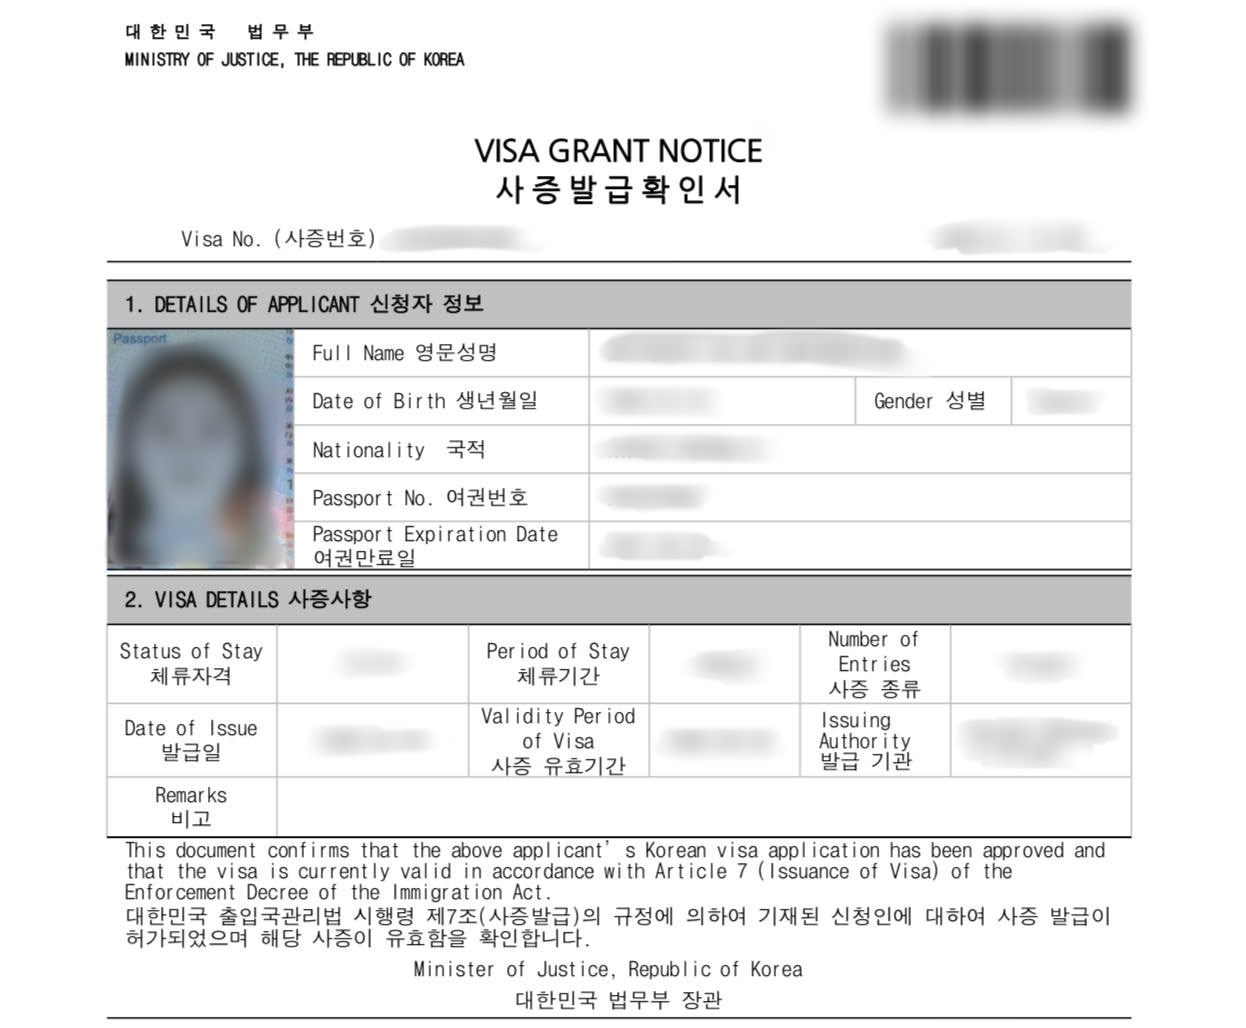 대한민국 법무부
MINISTRY OF JUSTICE, THE REPUBLIC OF KOREA
VISA GRANT NOTICE
사증발급확인서
Visa No. (사증번호)
1. DETAILS OF APPLICANT 신청자 정보
Passport
Full Name 영문성명
Date of Birth 생년월일
Gender 성별
Nationality 국적
Passport No. 여권번호
Passport Expiration Date
여권만료일
2. VISA DETAILS 사증사항
Status of Stay
체류자격
Period of Stay
체류기간
Number of
Entries
사증 종류
Date of Issue
발급일
Validity Period
of Visa
사증 유효기간
Issuing
Authority
발급 기관
Remarks
비고
This document confirms that the above applicant’s Korean visa application has been approved and
that the visa is currently valid in accordance with Article 7 (Issuance of Visa) of the
Enforcement Decree of the Immigration Act.
대한민국 출입국관리법 시행령 제7조(사증발급)의 규정에 의하여 기재된 신청인에 대하여 사증 발급이
허가되었으며 해당 사증이 유효함을 확인합니다.
Minister of Justice, Republic of Korea
대한민국 법무부 장관